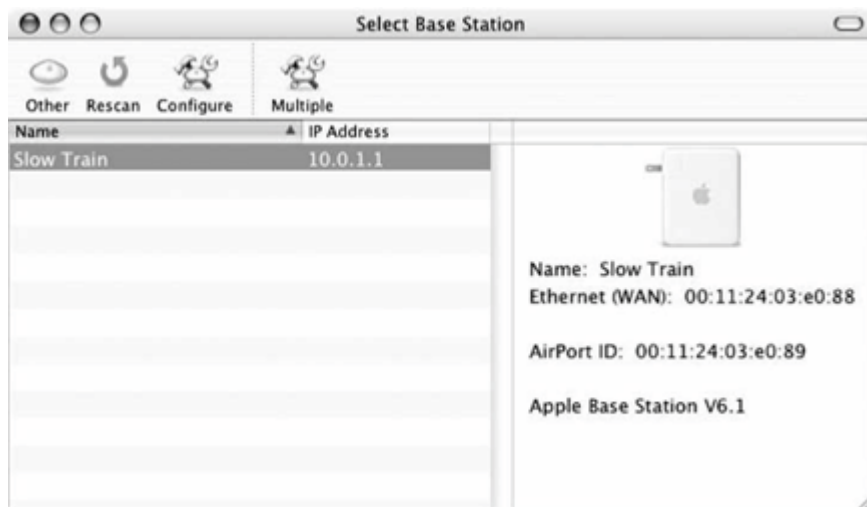 Select Base Station
Other Rescan Configure Multiple
Name IP Address
Slow Train 10.0.1.1
Name: Slow Train
Ethernet (WAN): 00:11:24:03:e0:88
AirPort ID: 00:11:24:03:e0:89
Apple Base Station V6.1